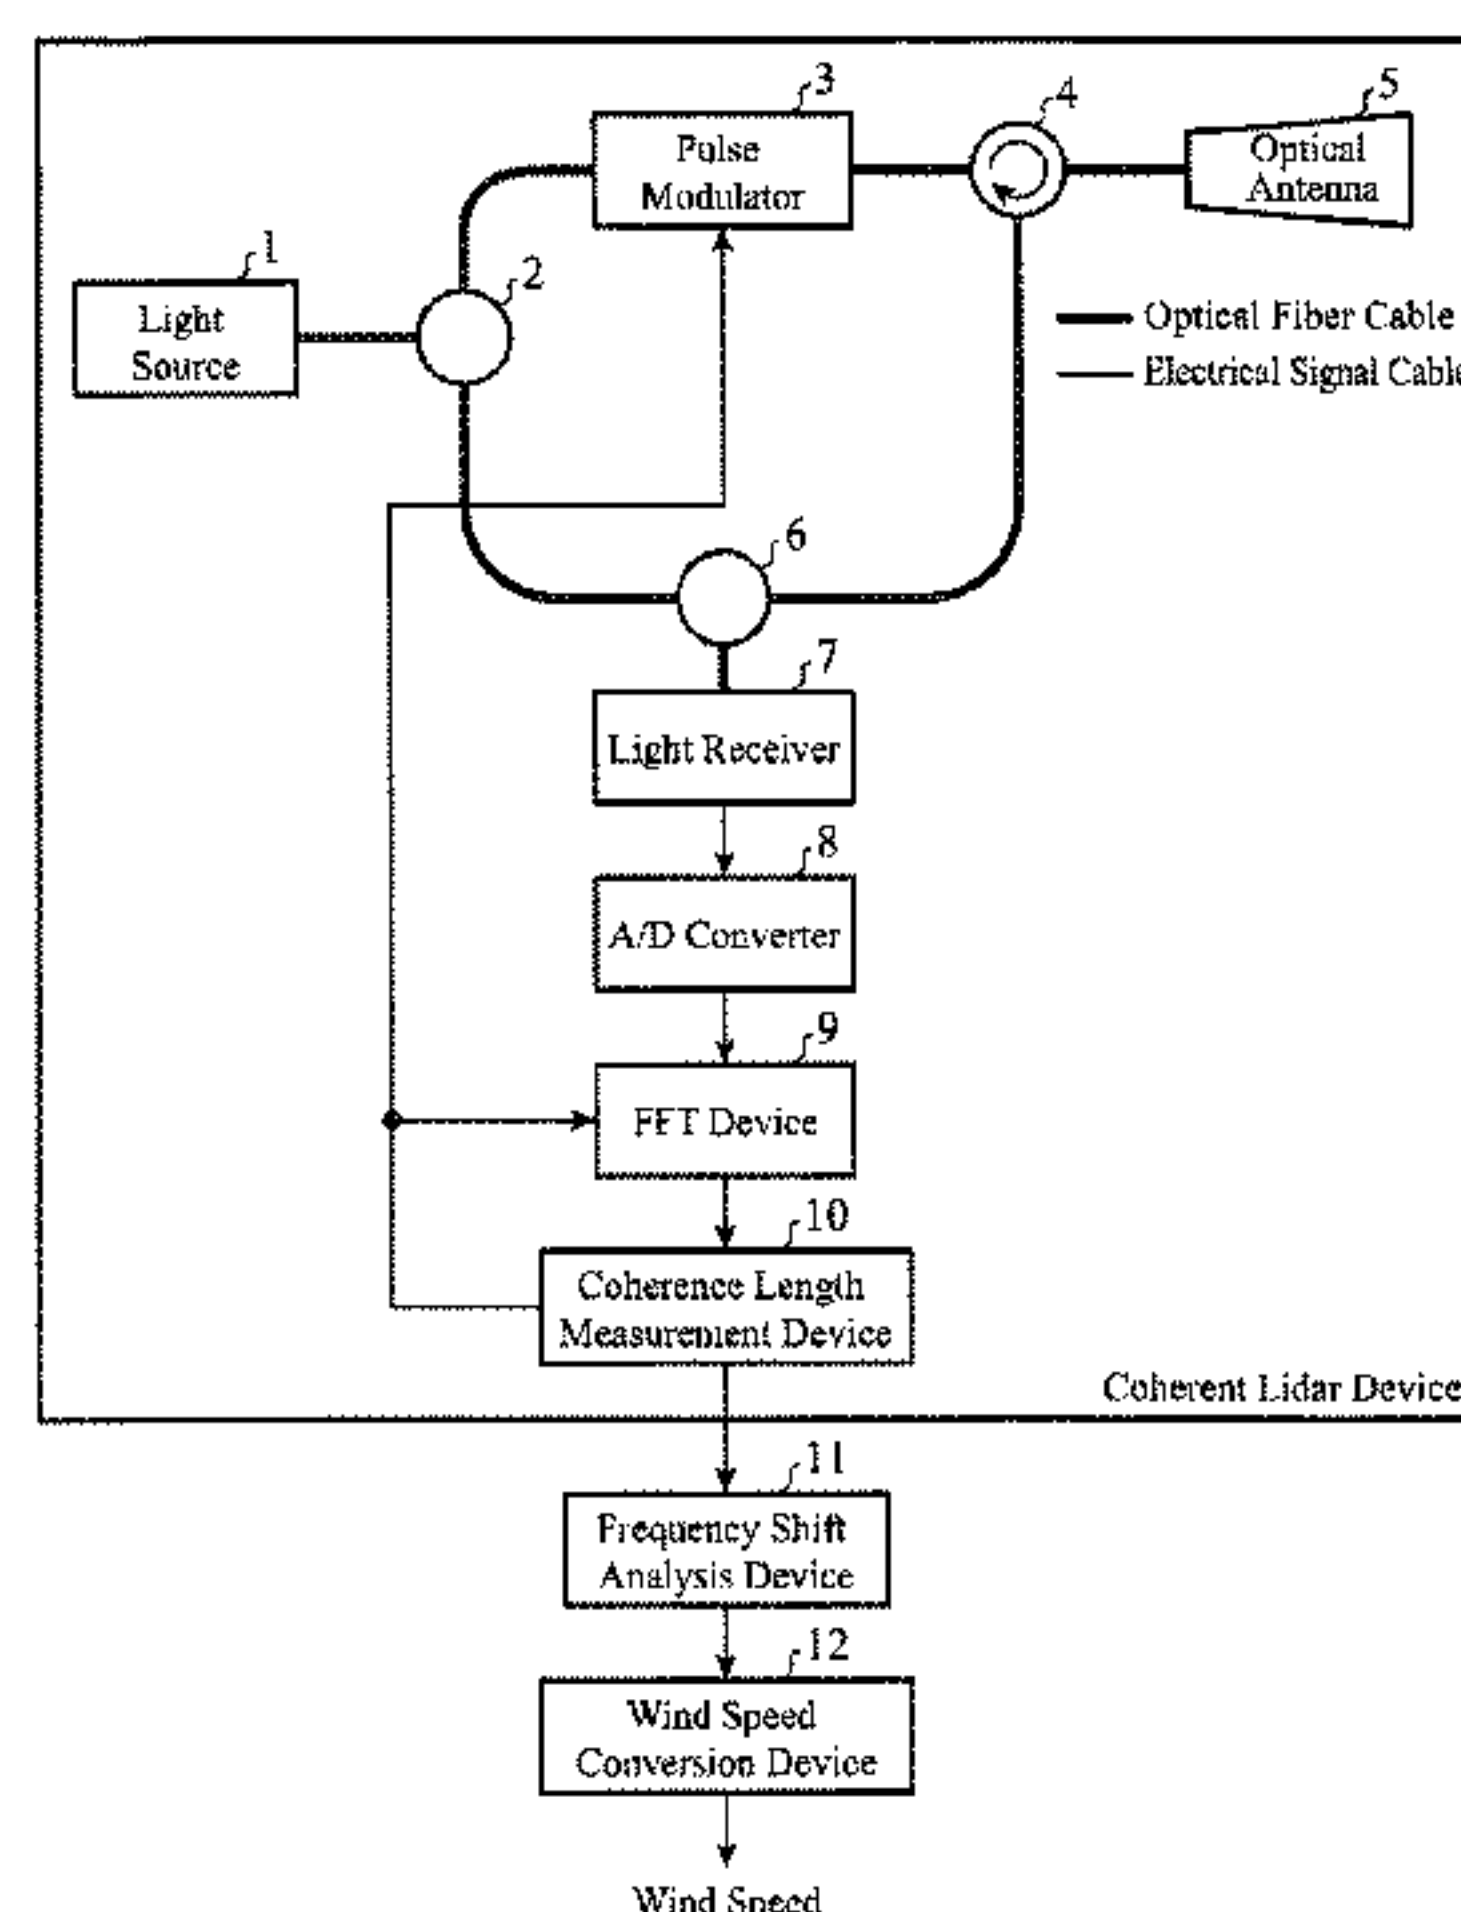 3
Pulse
Modulator
4
5
Optical
Antenna
1
Light
Source
2
Optical Fiber Cable
Electrical Signal Cable
6
7
Light Receiver
8
A/D Converter
9
FFT Device
10
Coherence Length
Measurement Device
Coherent Lidar Device
11
Frequency Shift
Analysis Device
12
Wind Speed
Conversion Device
Wind Speed